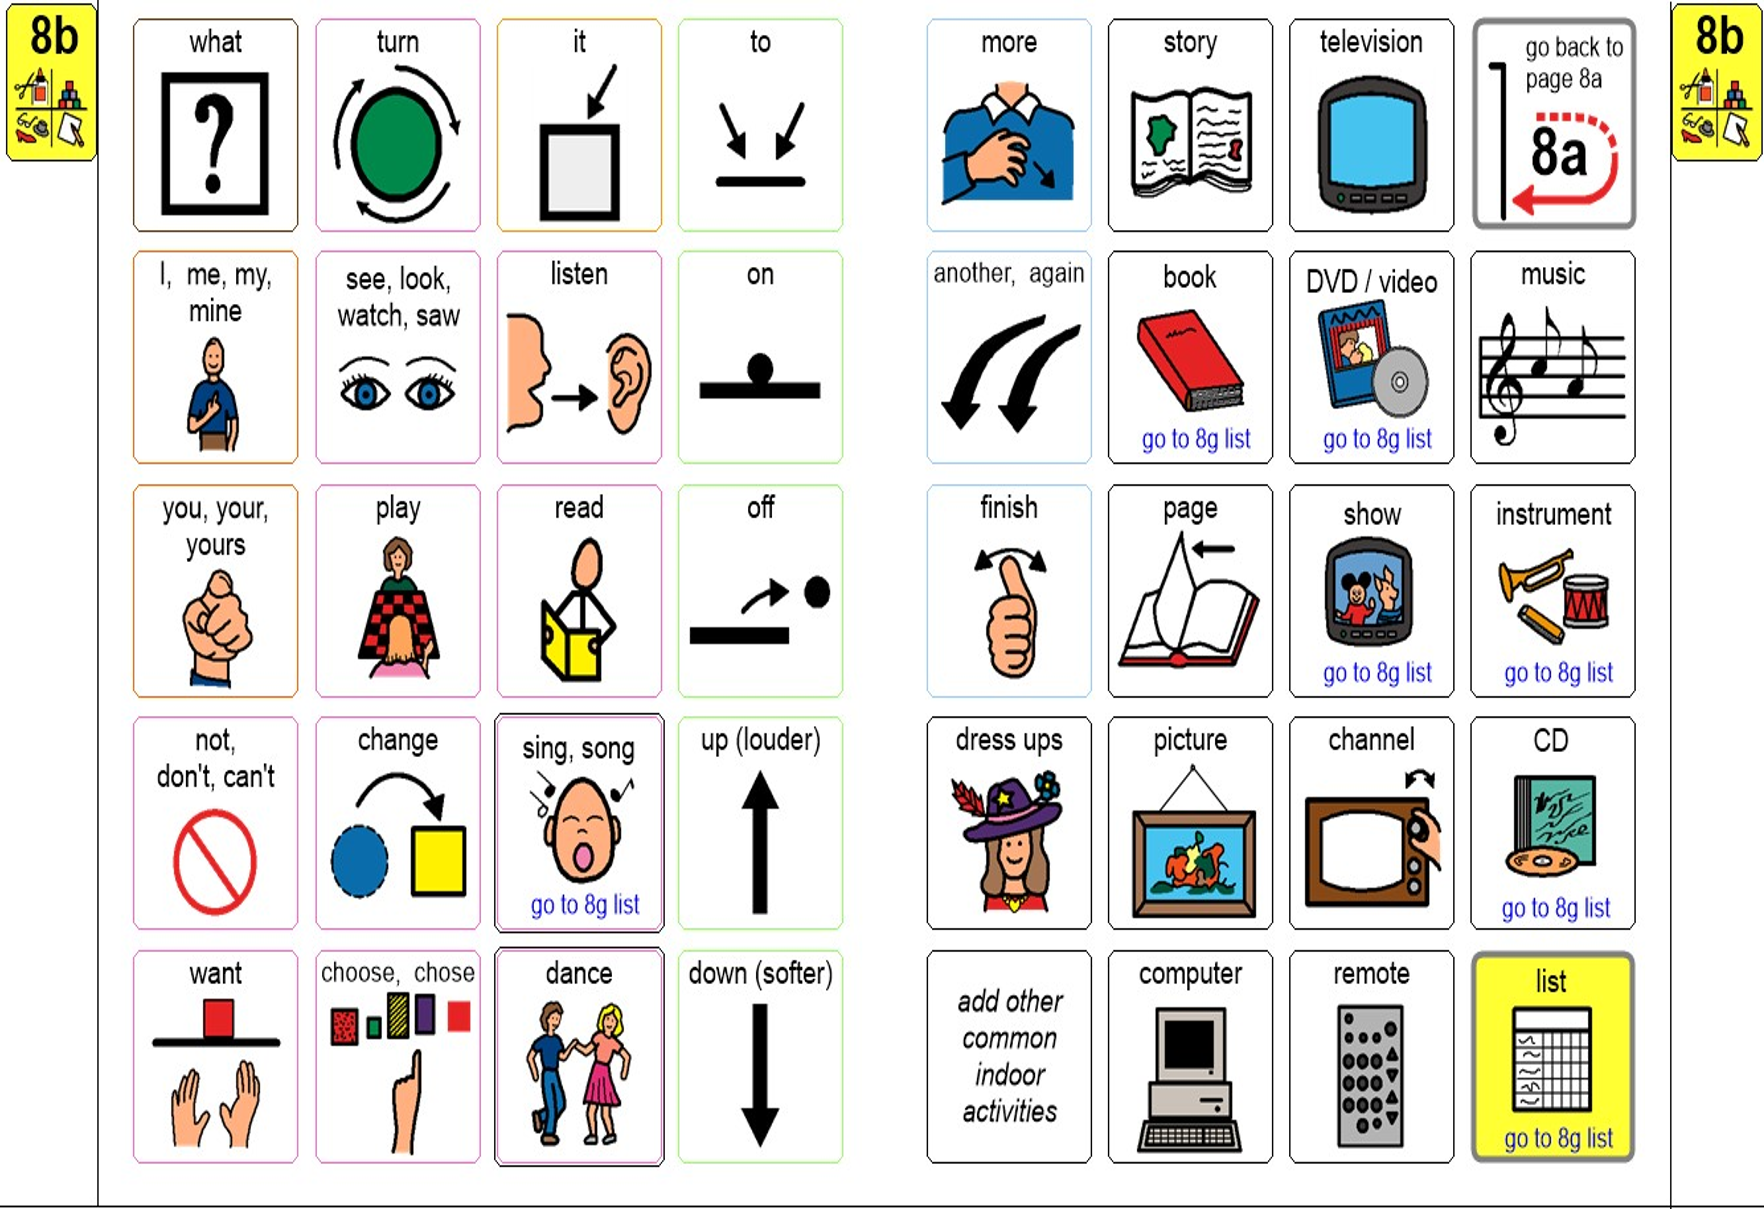 8b
what
turn
it
to
more
story
television
go back to
page 8a
8a
8b
I, me, my,
mine
see, look,
watch, saw
listen
on
another, again
book
go to 8g list
DVD / video
go to 8g list
music
you, your,
yours
play
read
off
finish
page
show
go to 8g list
instrument
go to 8g list
not,
don't, can't
change
sing, song
go to 8g list
up (louder)
dress ups
picture
channel
CD
go to 8g list
want
choose, chose
dance
down (softer)
add other
common
indoor
activities
computer
remote
list
go to 8g list